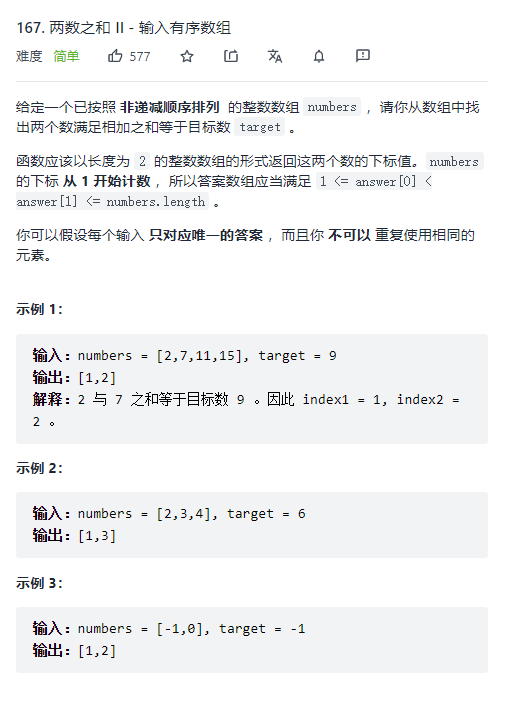 167. 两数之和 II - 输入有序数组
难度 简单 577
给定一个已按照 非递减顺序排列 的整数数组 numbers ，请你从数组中找
出两个数满足相加之和等于目标数 target 。
函数应该以长度为 2 的整数数组的形式返回这两个数的下标值。numbers
的下标 从 1 开始计数 ，所以答案数组应当满足 1 <= answer[0] <
answer[1] <= numbers.length 。
你可以假设每个输入 只对应唯一的答案 ，而且你 不可以 重复使用相同的
元素。
示例 1：
输入：numbers = [2,7,11,15], target = 9
输出：[1,2]
解释：2 与 7 之和等于目标数 9 。因此 index1 = 1, index2 =
2 。
示例 2：
输入：numbers = [2,3,4], target = 6
输出：[1,3]
示例 3：
输入：numbers = [-1,0], target = -1
输出：[1,2]